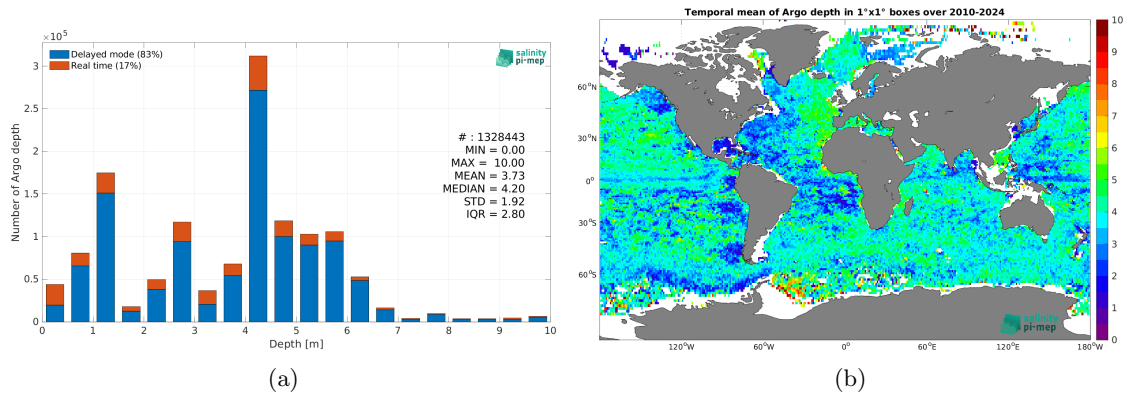 ×10⁵
Delayed mode (83%)
Real time (17%)
salinity
pi-mep
# : 1328443
MIN = 0.00
MAX = 10.00
MEAN = 3.73
MEDIAN = 4.20
STD = 1.92
IQR = 2.80
Number of Argo depth
3
2.5
2
1.5
1
0.5
0
0 1 2 3 4 5 6 7 8 9 10
Depth [m]
(a)
Temporal mean of Argo depth in 1°x1° boxes over 2010-2024
60°N
30°N
0°
30°S
60°S
120°W 60°W 0° 60°E 120°E 180°W
10
9
8
7
6
5
4
3
2
1
0
salinity
pi-mep
(b)